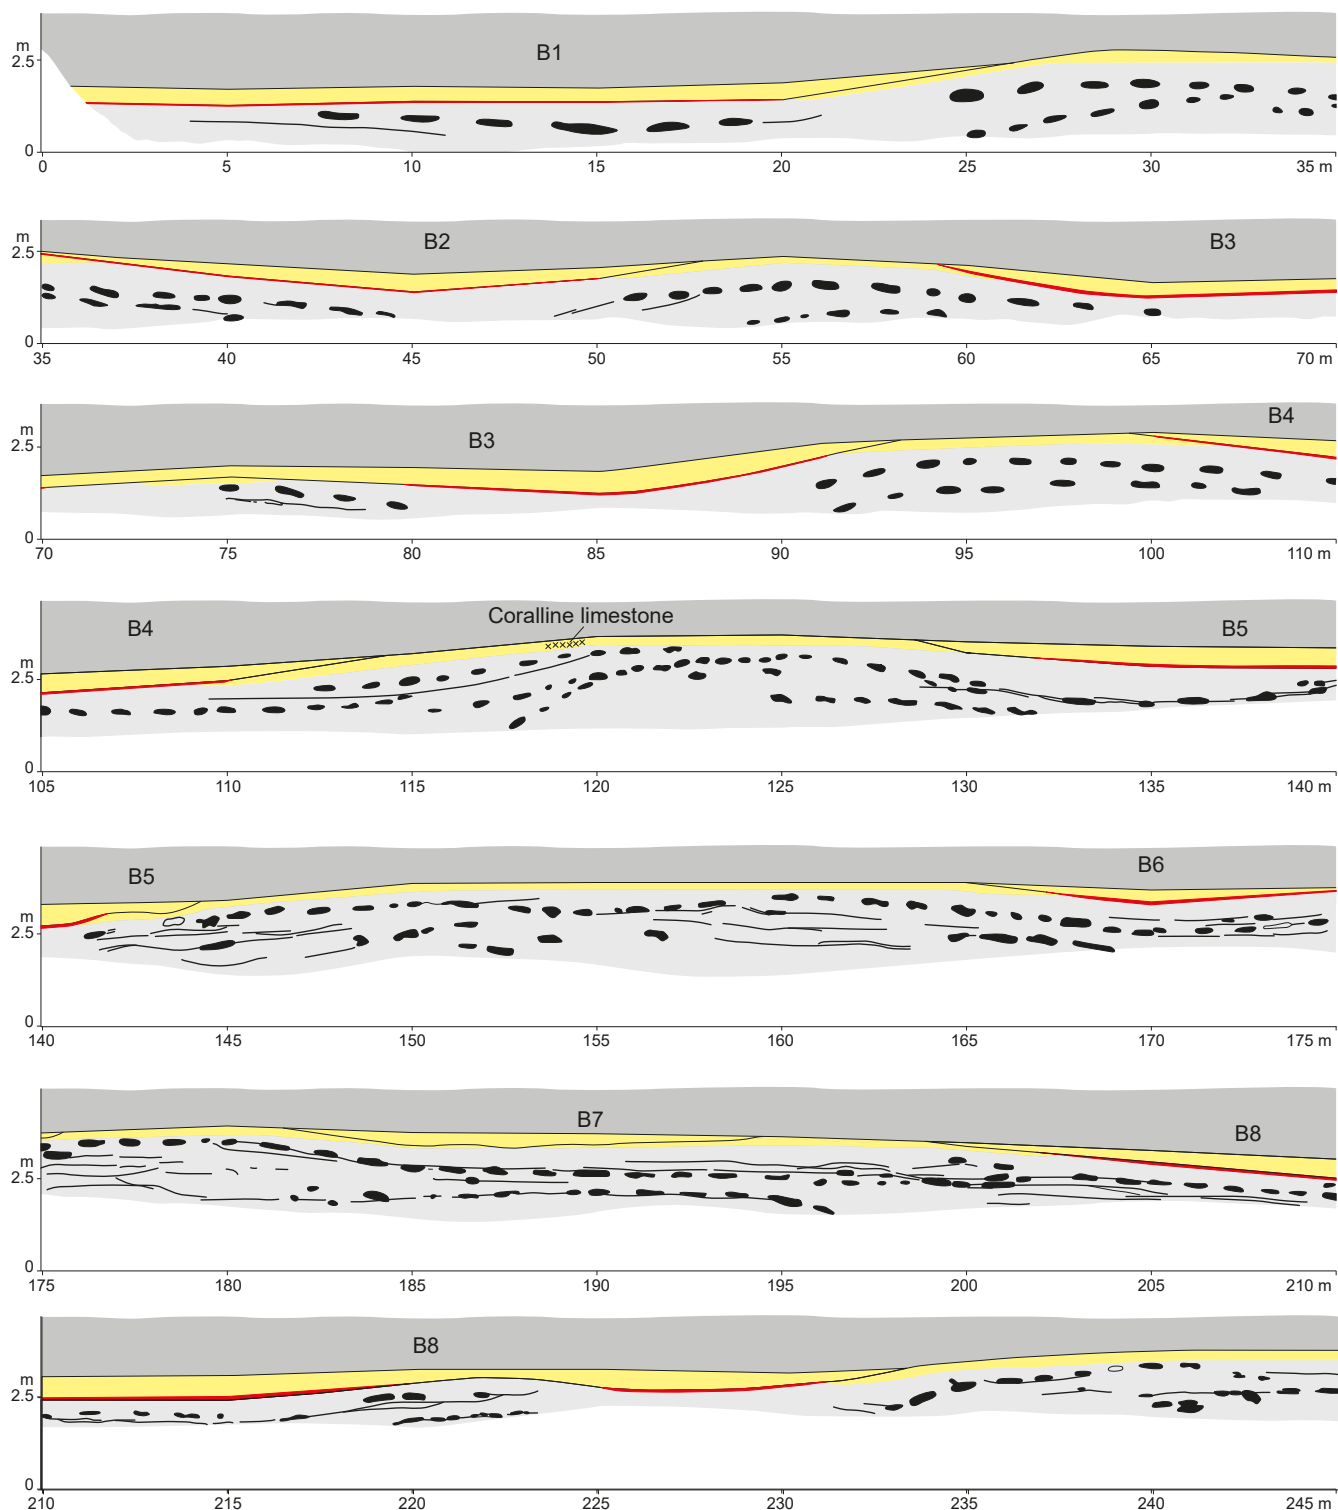 B1
m
2.5
0
0 5 10 15 20 25 30 35 m
B2 B3
m
2.5
0
35 40 45 50 55 60 65 70 m
B3 B4
m
2.5
0
70 75 80 85 90 95 100 110 m
B4 Coralline limestone B5
m
2.5
0
105 110 115 120 125 130 135 140 m
B5 B6
m
2.5
0
140 145 150 155 160 165 170 175 m
B7 B8
m
2.5
0
175 180 185 190 195 200 205 210 m
B8
m
2.5
0
210 215 220 225 230 235 240 245 m